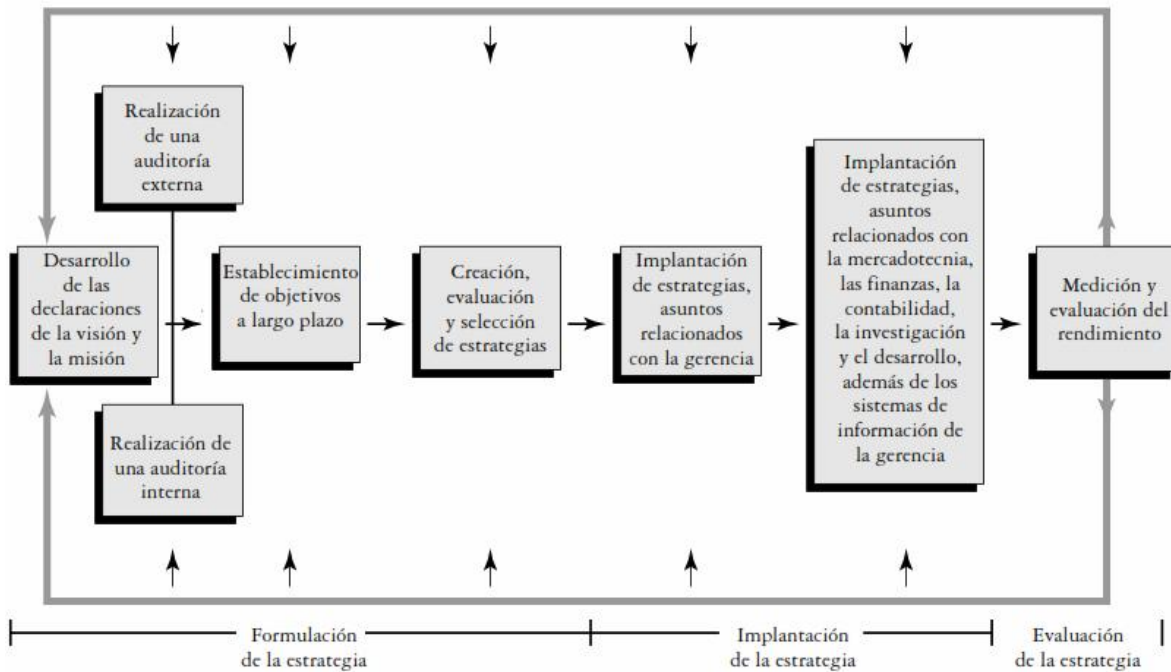 Realización
de una
auditoría
externa
Desarrollo
de las
declaraciones
de la visión y
la misión
Realización de
una auditoría
interna
Establecimiento
de objetivos
a largo plazo
Creación,
evaluación
y selección
de estrategias
Implantación
de estrategias,
asuntos
relacionados
con la gerencia
Implantación
de estrategias,
asuntos
relacionados con
la mercadotecnia,
las finanzas, la
contabilidad,
la investigación
y el desarrollo,
además de los
sistemas de
información de
la gerencia
Medición y
evaluación del
rendimiento
Formulación
de la estrategia
Implantación
de la estrategia
Evaluación
de la estrategia